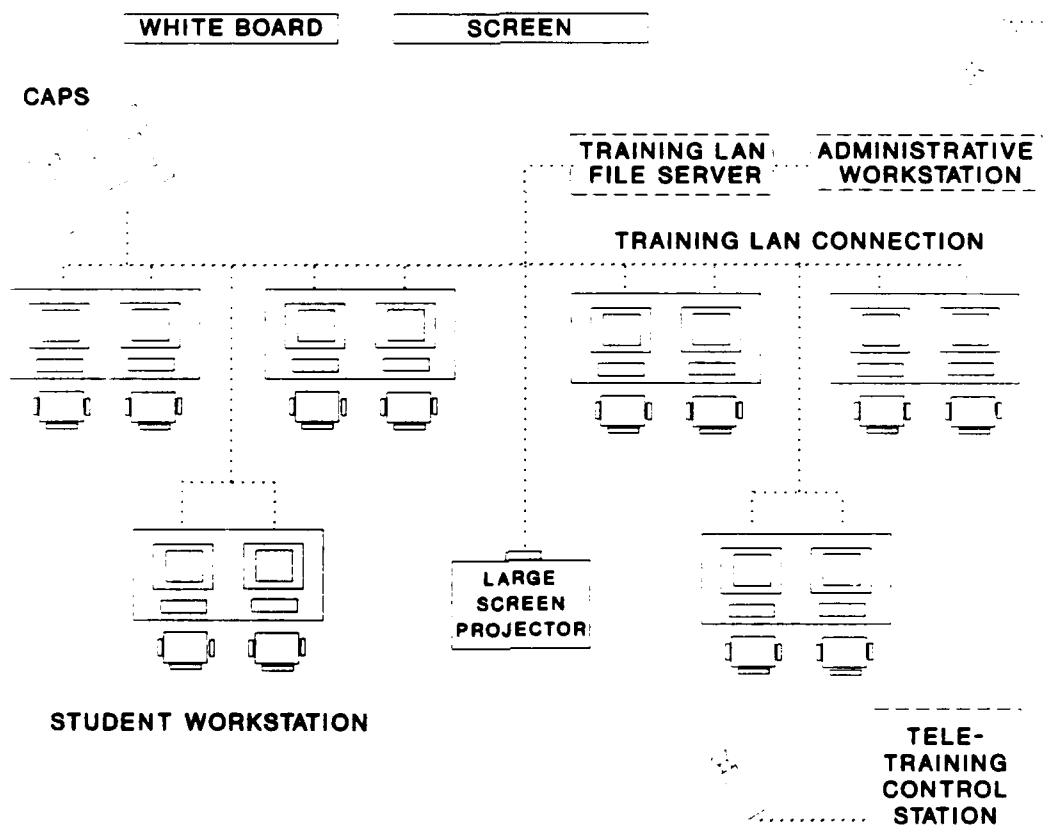 WHITE BOARD
SCREEN
CAPS
TRAINING LAN
FILE SERVER
ADMINISTRATIVE
WORKSTATION
TRAINING LAN CONNECTION
LARGE
SCREEN
PROJECTOR
STUDENT WORKSTATION
TELE-
TRAINING
CONTROL
STATION